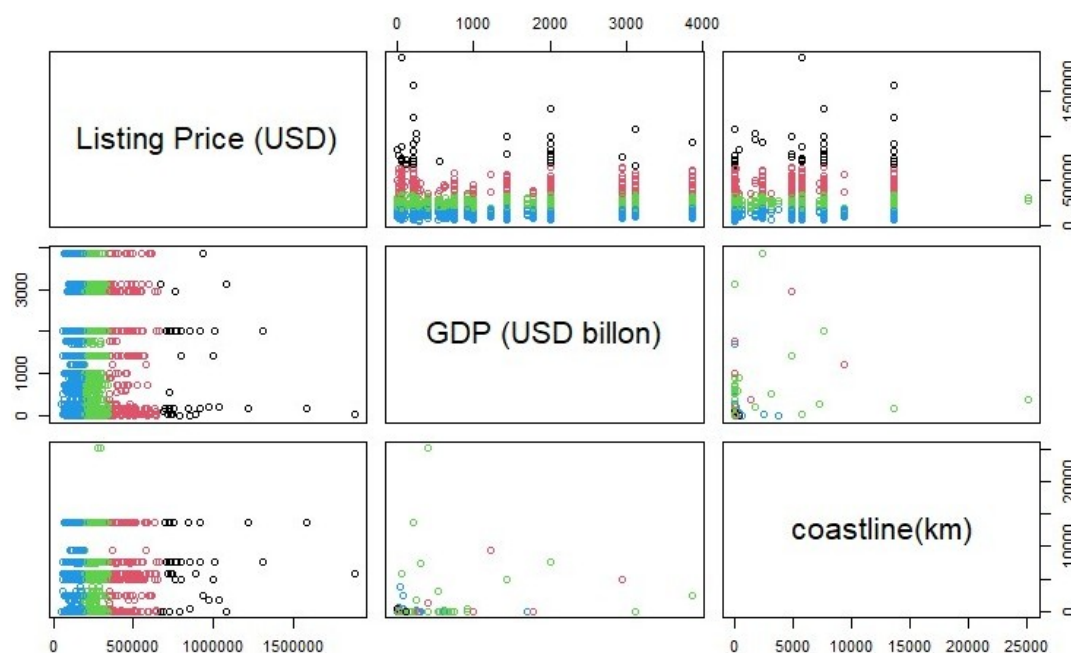 0 1000 2000 3000 4000
Listing Price (USD)
0 500000 1500000
0 1000 3000
GDP (USD billon)
coastline(km)
0 10000 20000
0 500000 1000000 1500000
0 5000 10000 15000 20000 25000